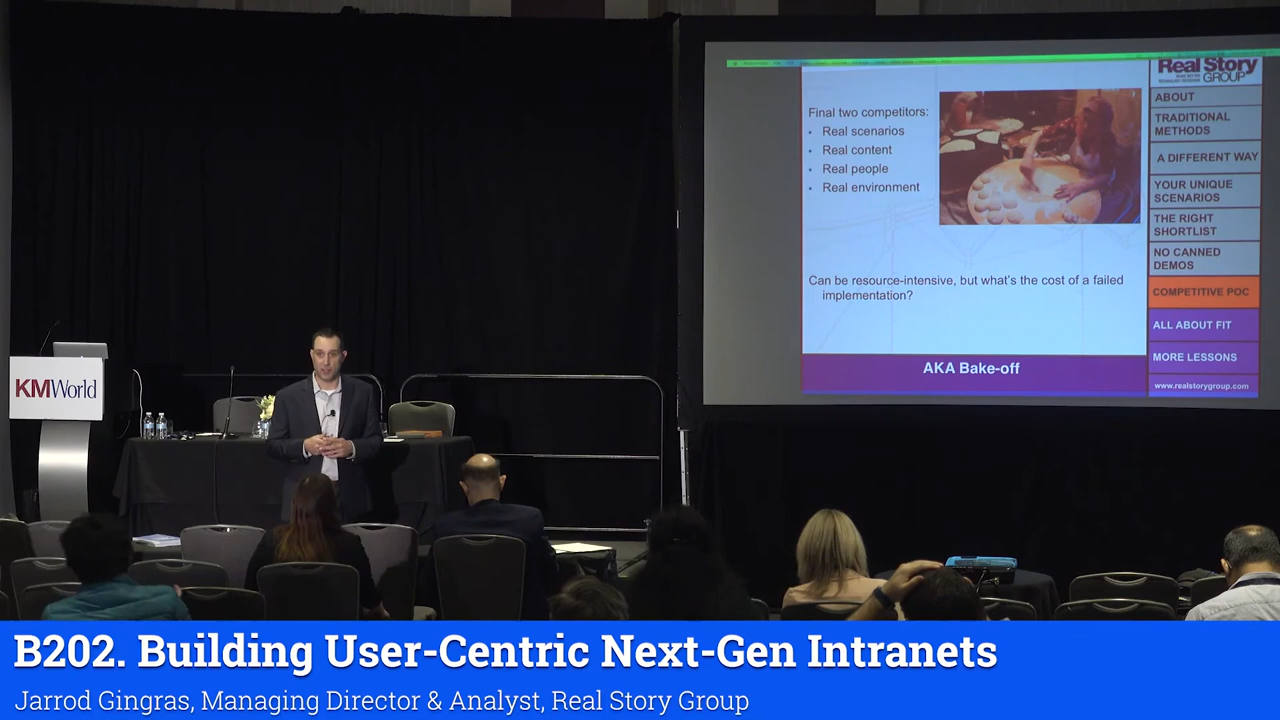 KMWorld
Final two competitors:
• Real scenarios
• Real content
• Real people
• Real environment
Can be resource-intensive, but what's the cost of a failed
implementation?
AKA Bake-off
Real Story
GROUP
ABOUT
TRADITIONAL
METHODS
A DIFFERENT WAY
YOUR UNIQUE
SCENARIOS
THE RIGHT
SHORTLIST
NO CANNED
DEMOS
COMPETITIVE POC
ALL ABOUT FIT
MORE LESSONS
www.realstorygroup.com
B202. Building User-Centric Next-Gen Intranets
Jarrod Gingras, Managing Director & Analyst, Real Story Group